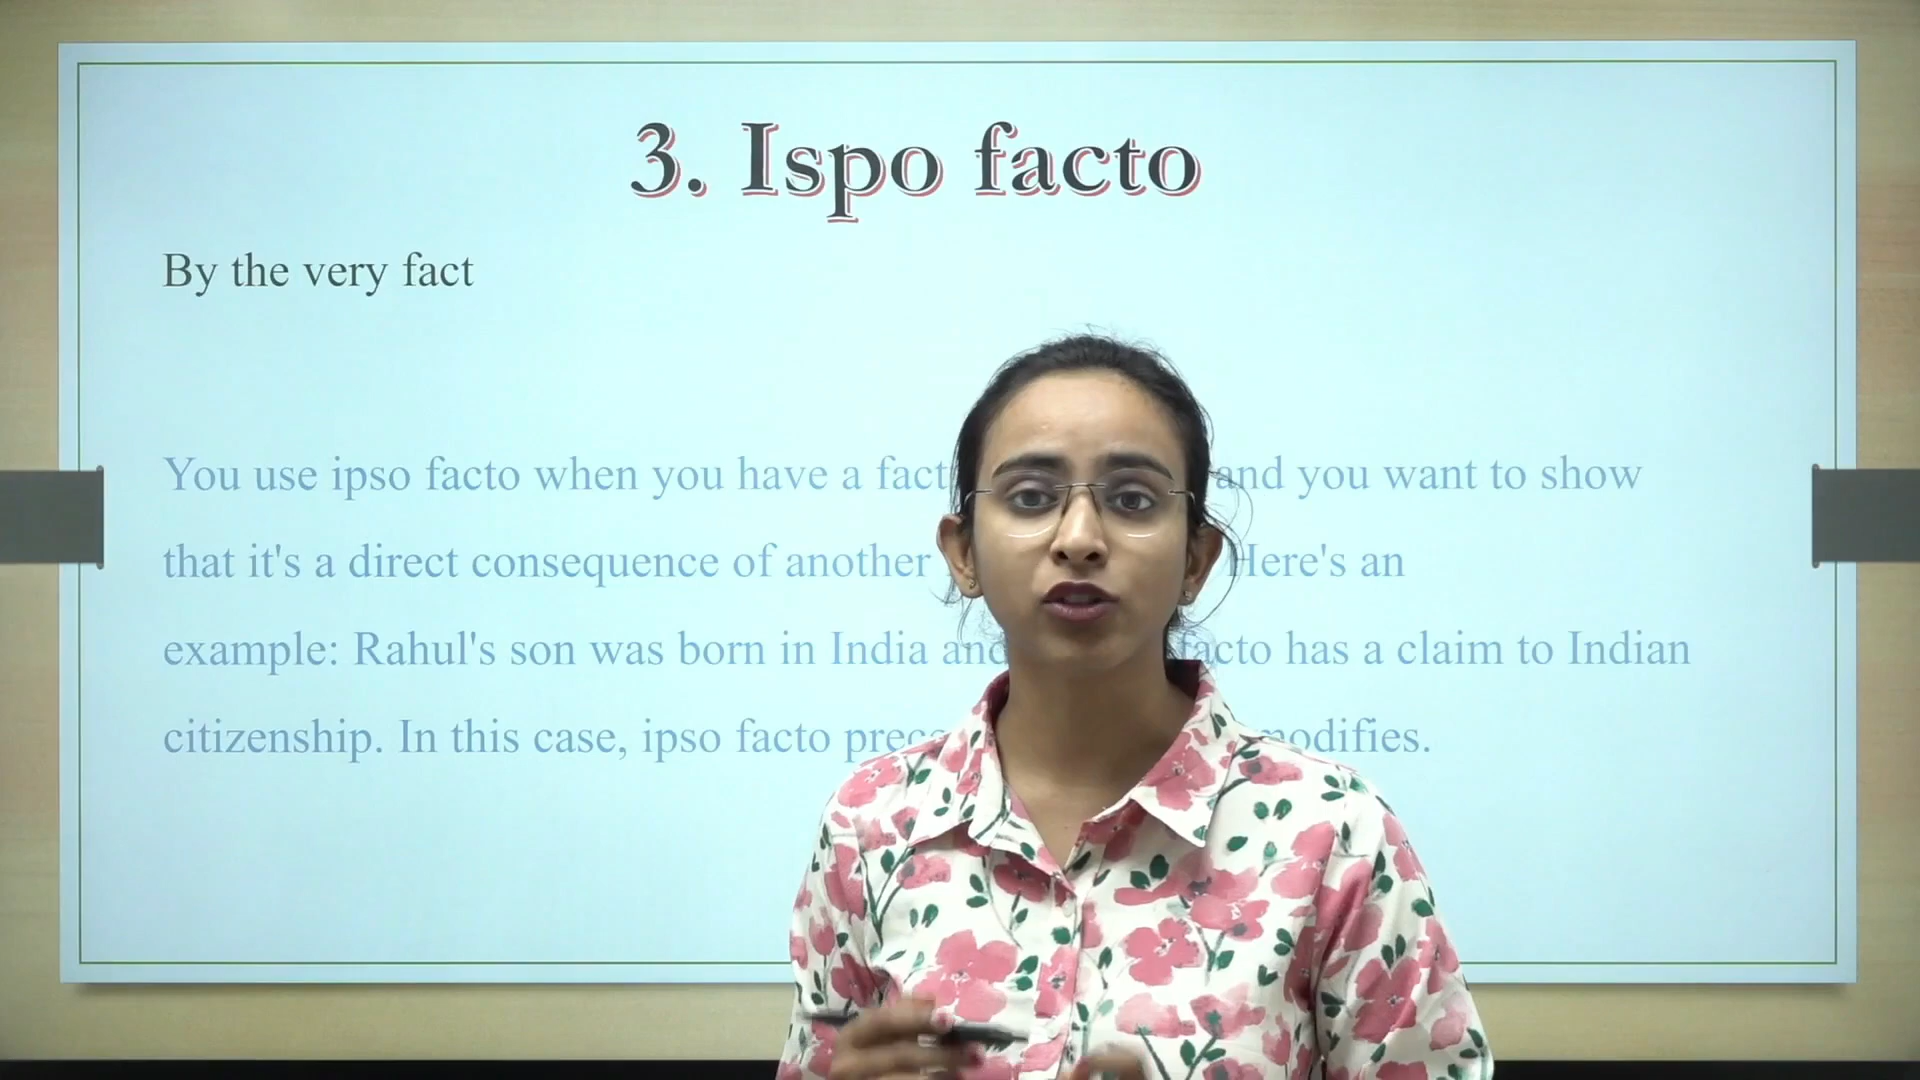 3. Ispo facto
By the very fact
You use ipso facto when you have a fact and you want to show
that it's a direct consequence of another Here's an
example: Rahul's son was born in India and facto has a claim to Indian
citizenship. In this case, ipso facto modifies.